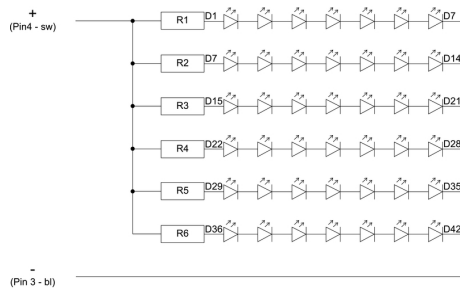 +
(Pin4 - sw)
R1 D1 D7
R2 D7 D14
R3 D15 D21
R4 D22 D28
R5 D29 D35
R6 D36 D42
-
(Pin 3 - bl)